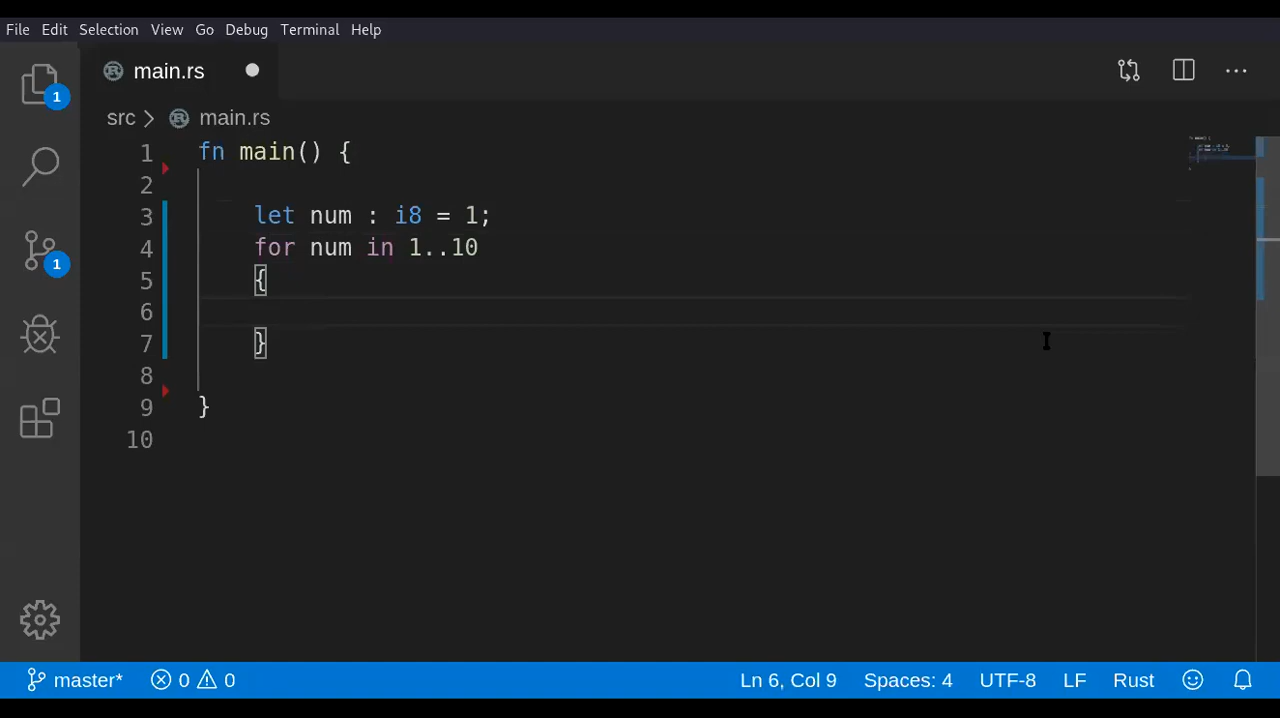 File Edit Selection View Go Debug Terminal Help
main.rs
1
src > main.rs
1 fn main() {
2
3 let num : i8 = 1;
4 for num in 1..10
1
5 {
6
7 }
8
9 }
10
master* 0 0 Ln 6, Col 9 Spaces: 4 UTF-8 LF Rust